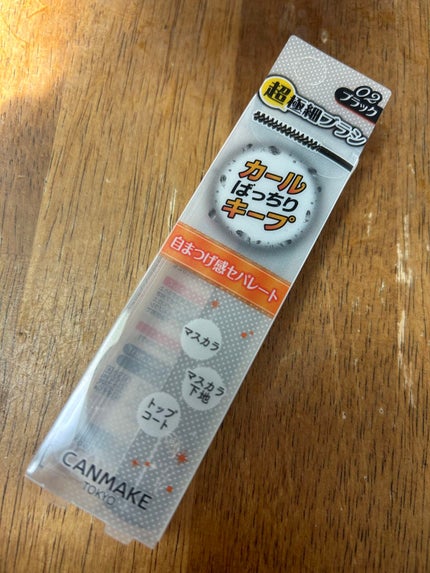 02
ブラック
超極細ブラシ
カール
ばっちり
キープ
自まつげ感セパレート
マスカラ
マスカラ
下地
トップ
コート
CANMAKE
TOKYO